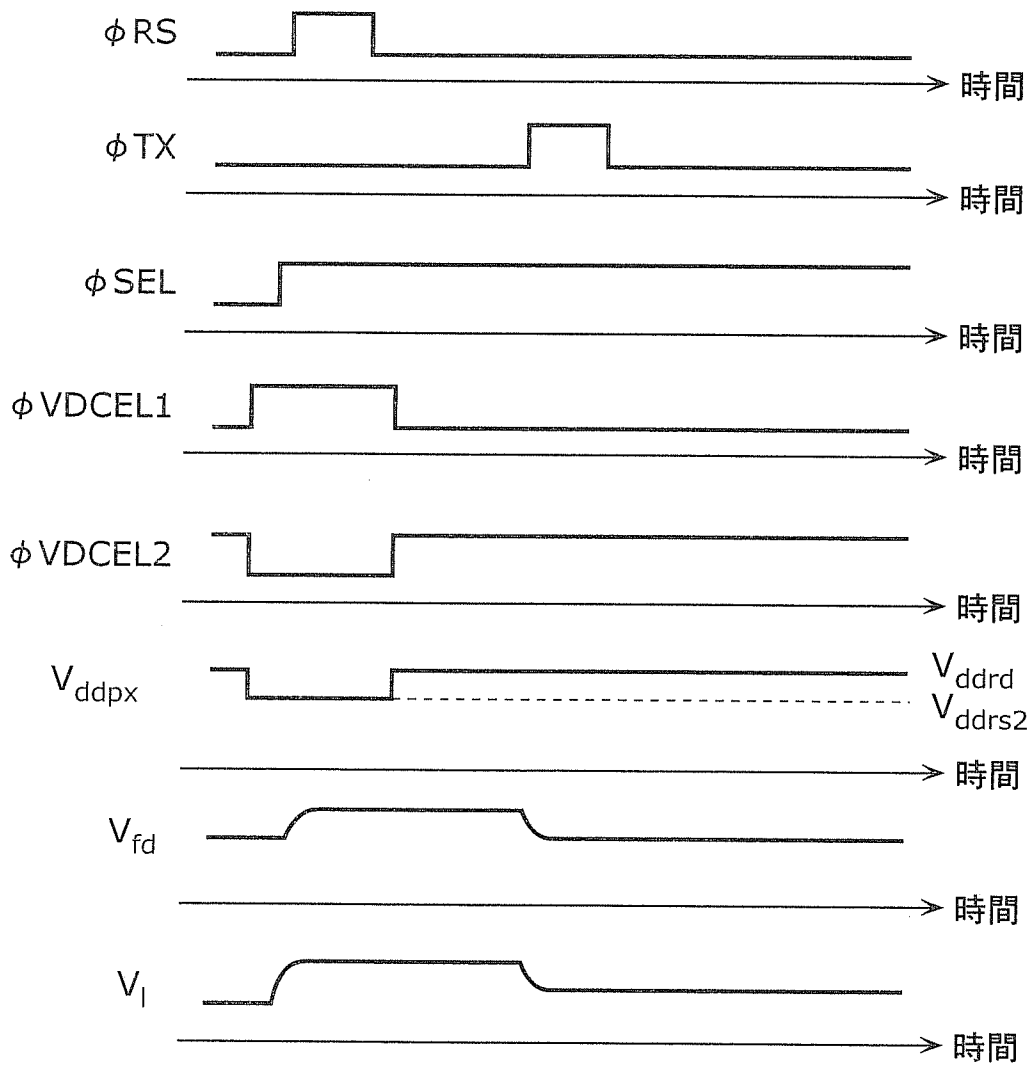 φRS
時間
φTX
時間
φSEL
時間
φVDCEL1
時間
φVDCEL2
時間
Vddpx
Vddrd
Vddrs2
時間
Vfd
時間
Vl
時間